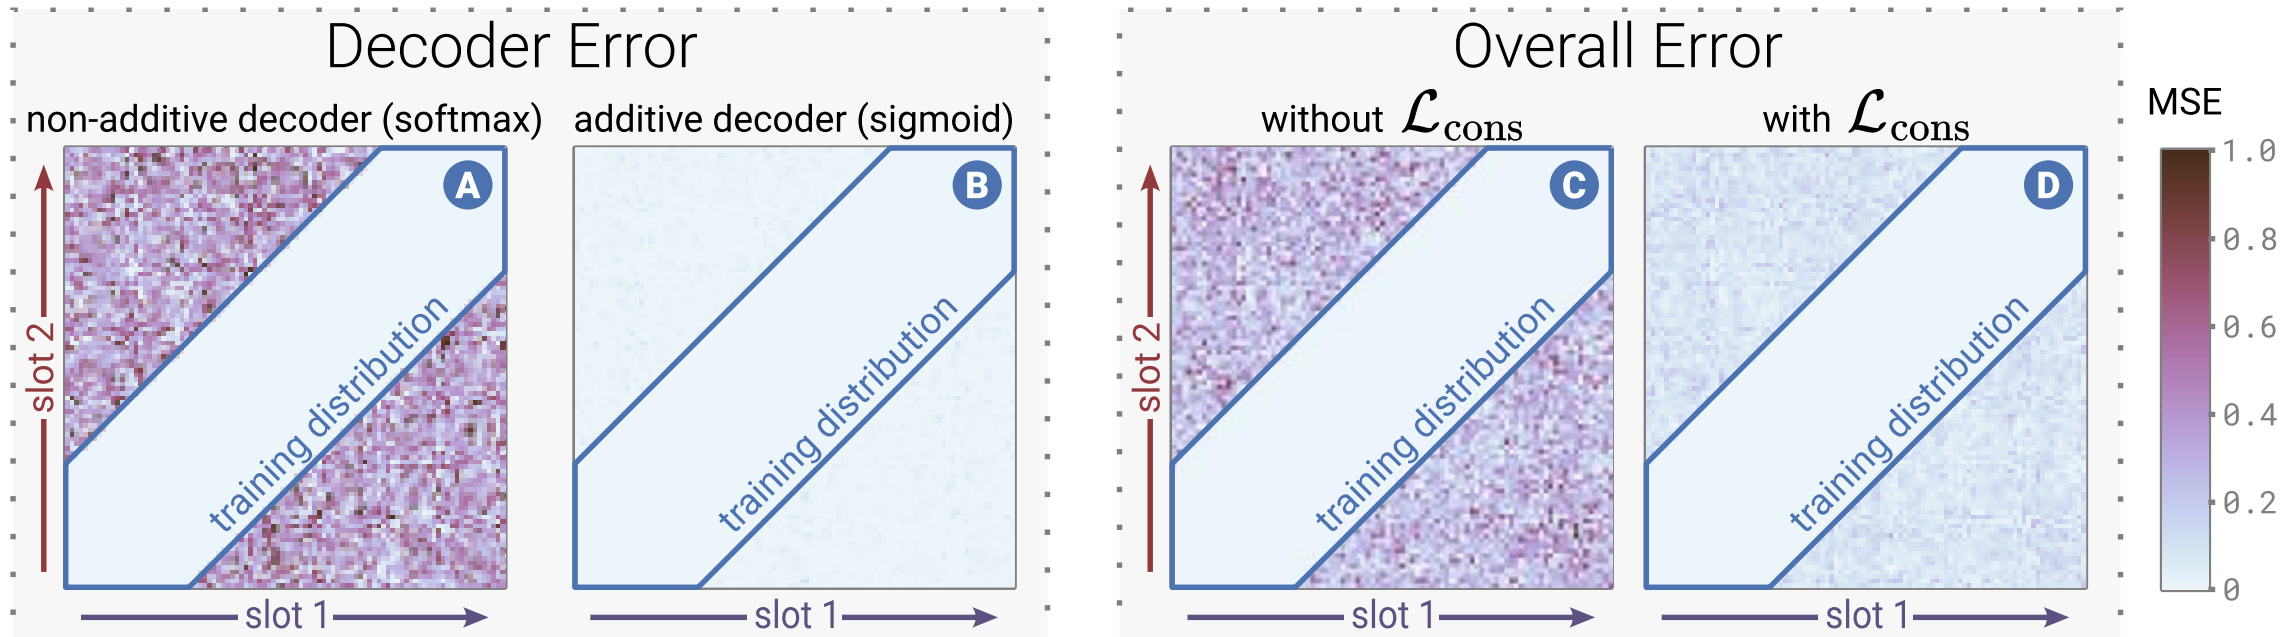 Decoder Error
non-additive decoder (softmax)
additive decoder (sigmoid)
A
B
slot 2
training distribution
training distribution
slot 1
slot 1
Overall Error
without ℒcons
with ℒcons
C
D
slot 2
training distribution
training distribution
slot 1
slot 1
MSE
1.0
0.8
0.6
0.4
0.2
0